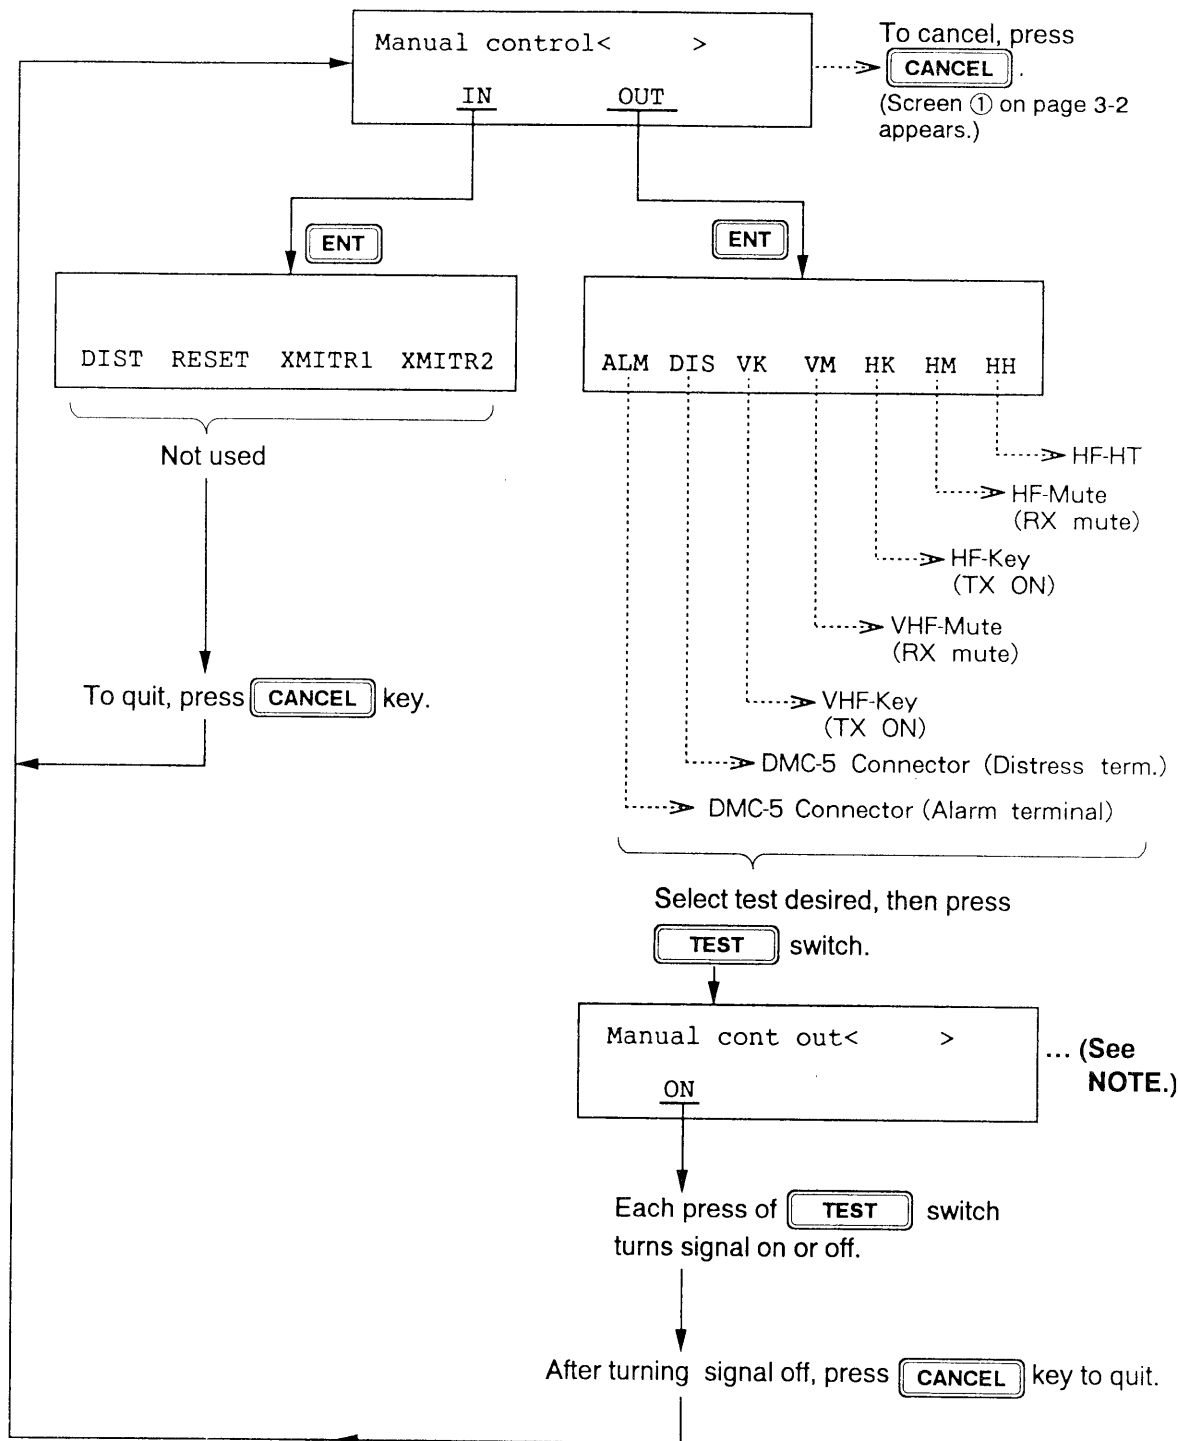 Manual control<        >
IN OUT
To cancel, press
CANCEL .
(Screen ① on page 3-2
appears.)
ENT
ENT
DIST RESET XMITR1 XMITR2
ALM DIS VK VM HK HM HH
Not used
HF-HT
HF-Mute
(RX mute)
HF-Key
(TX ON)
VHF-Mute
(RX mute)
VHF-Key
(TX ON)
DMC-5 Connector (Distress term.)
DMC-5 Connector (Alarm terminal)
To quit, press CANCEL key.
Select test desired, then press
TEST switch.
Manual cont out<        >
ON
... (See
NOTE.)
Each press of TEST switch
turns signal on or off.
After turning signal off, press CANCEL key to quit.